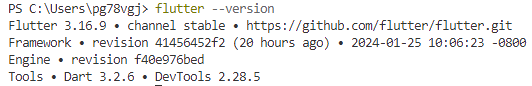 PS C:\Users\pg78vgj> flutter --version
Flutter 3.16.9 • channel stable • https://github.com/flutter/flutter.git
Framework • revision 41456452f2 (20 hours ago) • 2024-01-25 10:06:23 -0800
Engine • revision f40e976bed
Tools • Dart 3.2.6 • DevTools 2.28.5